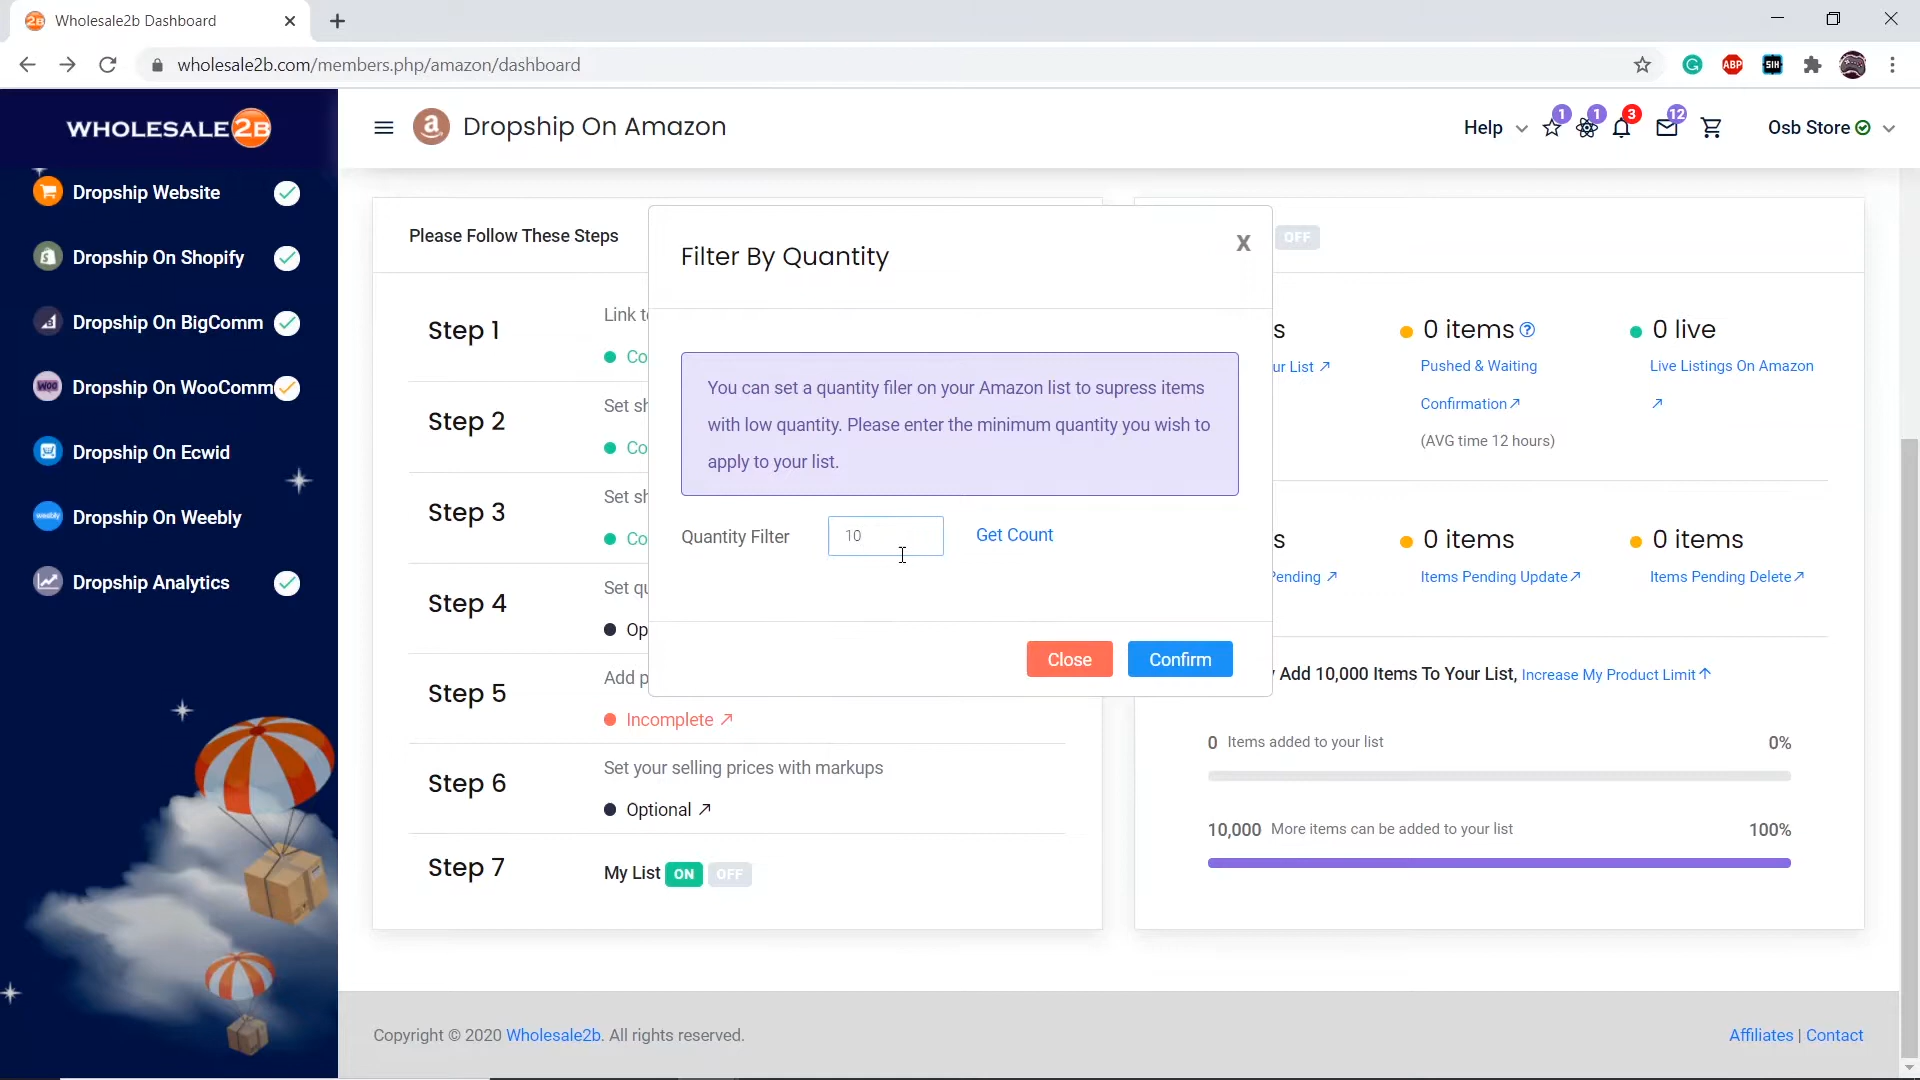 Wholesale2b Dashboard
wholesale2b.com/members.php/amazon/dashboard
ABP
SIH
WHOLESALE2B
Dropship On Amazon
Help
1
1
3
12
Osb Store
Dropship Website
Dropship On Shopify
Dropship On BigComm
Dropship On WooComm
Dropship On Ecwid
Dropship On Weebly
Dropship Analytics
Please Follow These Steps
Step 1
Link t
Co
Step 2
Set sh
Co
Step 3
Set sh
Co
Step 4
Set qu
Op
Step 5
Add p
Incomplete
Step 6
Set your selling prices with markups
Optional
Step 7
My List ON OFF
Filter By Quantity
X
You can set a quantity filer on your Amazon list to supress items
with low quantity. Please enter the minimum quantity you wish to
apply to your list.
Quantity Filter
10
Get Count
Close
Confirm
OFF
s
ur List
0 items
Pushed & Waiting
Confirmation
(AVG time 12 hours)
0 live
Live Listings On Amazon
s
Pending
0 items
Items Pending Update
0 items
Items Pending Delete
Add 10,000 Items To Your List, Increase My Product Limit
0 Items added to your list
0%
10,000 More items can be added to your list
100%
Copyright © 2020 Wholesale2b. All rights reserved.
Affiliates | Contact